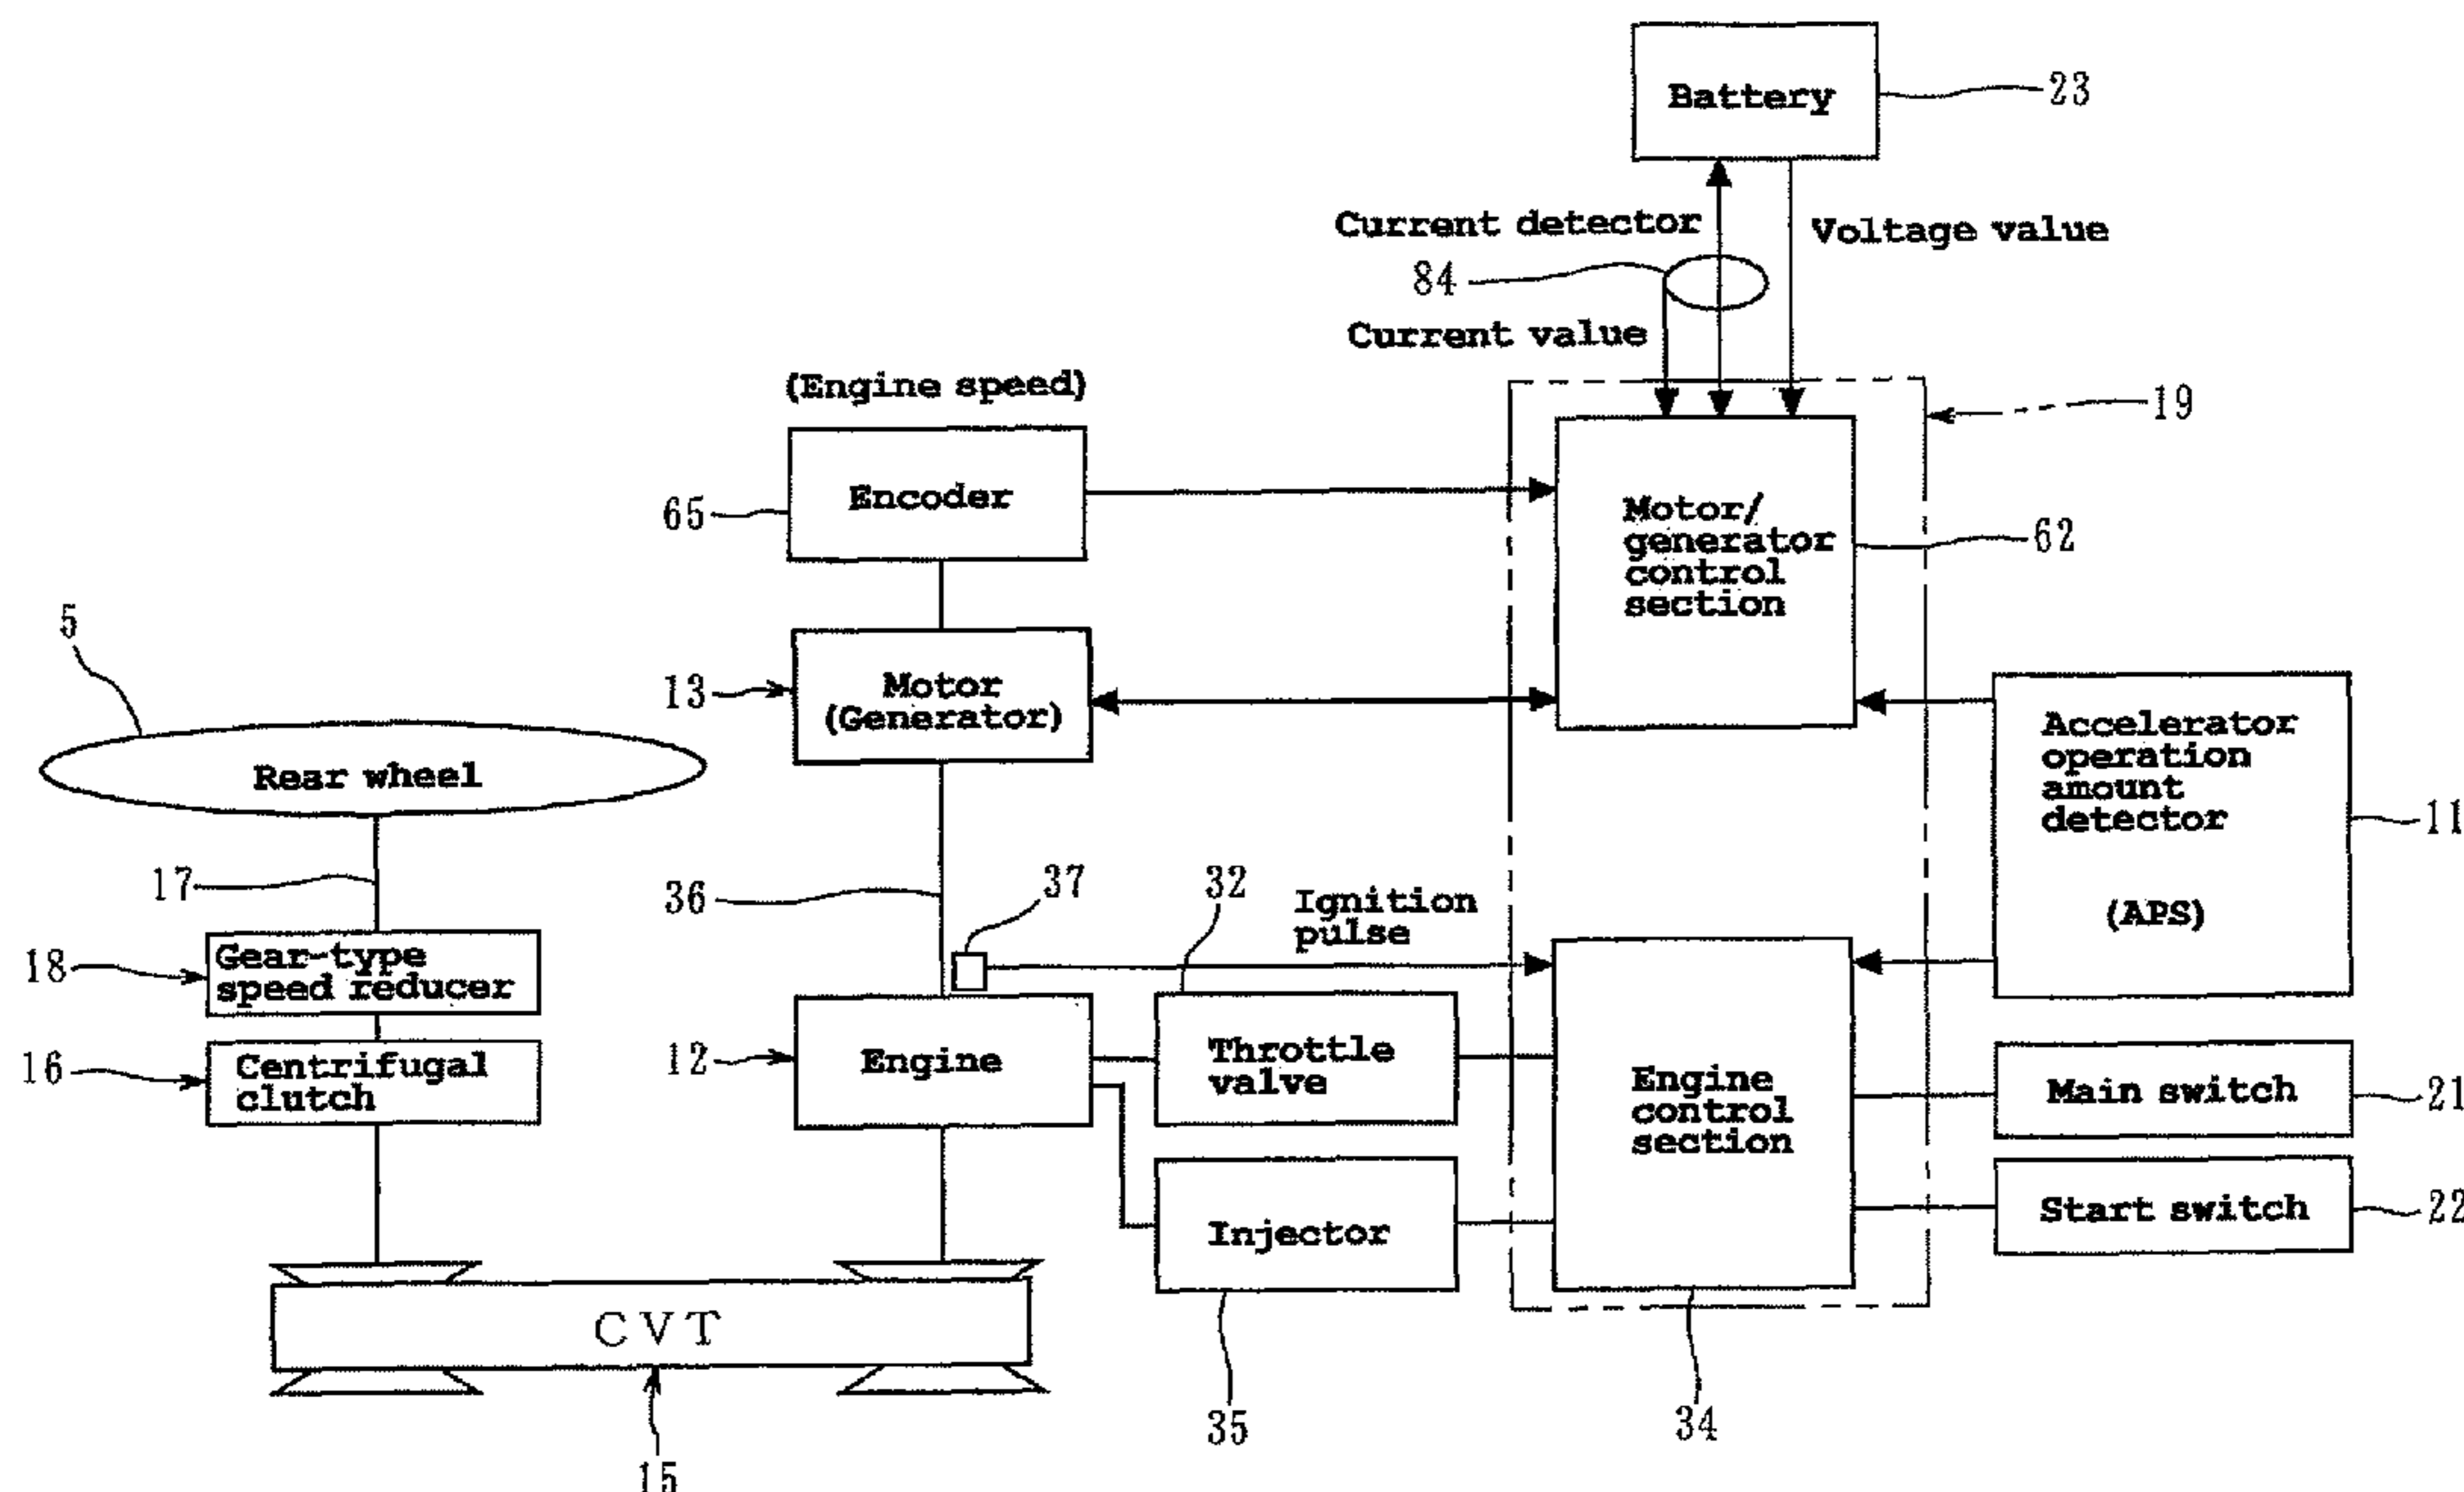 Battery
23
Current detector
Voltage value
84
Current value
19
(Engine speed)
Encoder
65
Motor/
generator
control
section
62
5
Rear wheel
13
Motor
(Generator)
Accelerator
operation
amount
detector
(APS)
11
17
36
37
32
Ignition
pulse
18
Gear-type
speed reducer
16
Centrifugal
clutch
12
Engine
Throttle
valve
Engine
control
section
Main switch
21
Start switch
22
Injector
CVT
35
34
15